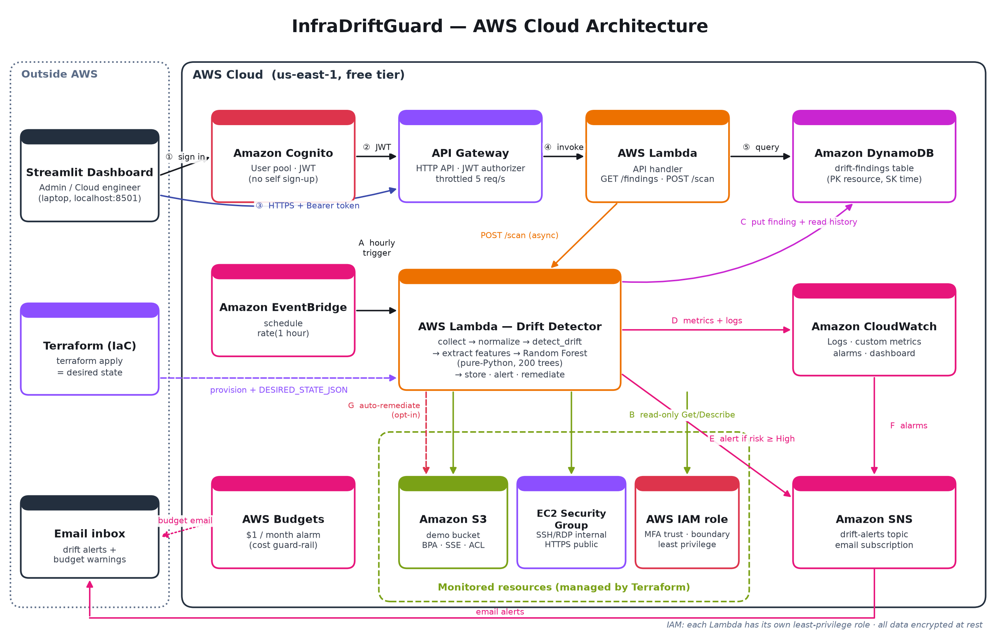 InfraDriftGuard — AWS Cloud Architecture
Outside AWS
AWS Cloud  (us-east-1, free tier)
Streamlit Dashboard
Admin / Cloud engineer
(laptop, localhost:8501)
①  sign in
Amazon Cognito
User pool · JWT
(no self sign-up)
②  JWT
③  HTTPS + Bearer token
API Gateway
HTTP API · JWT authorizer
throttled 5 req/s
④  invoke
AWS Lambda
API handler
GET /findings · POST /scan
⑤  query
Amazon DynamoDB
drift-findings table
(PK resource, SK time)
C  put finding + read history
POST /scan (async)
A  hourly
trigger
Amazon EventBridge
schedule
rate(1 hour)
Terraform (IaC)
terraform apply
= desired state
provision + DESIRED_STATE_JSON
AWS Lambda — Drift Detector
collect → normalize → detect_drift
→ extract features → Random Forest
(pure-Python, 200 trees)
→ store · alert · remediate
D  metrics + logs
Amazon CloudWatch
Logs · custom metrics
alarms · dashboard
G  auto-remediate
(opt-in)
B  read-only Get/Describe
E  alert if risk ≥ High
F  alarms
Email inbox
drift alerts +
budget warnings
budget email
AWS Budgets
$1 / month alarm
(cost guard-rail)
Amazon S3
demo bucket
BPA · SSE · ACL
EC2 Security
Group
SSH/RDP internal
HTTPS public
AWS IAM role
MFA trust · boundary
least privilege
Amazon SNS
drift-alerts topic
email subscription
Monitored resources (managed by Terraform)
email alerts
IAM: each Lambda has its own least-privilege role · all data encrypted at rest